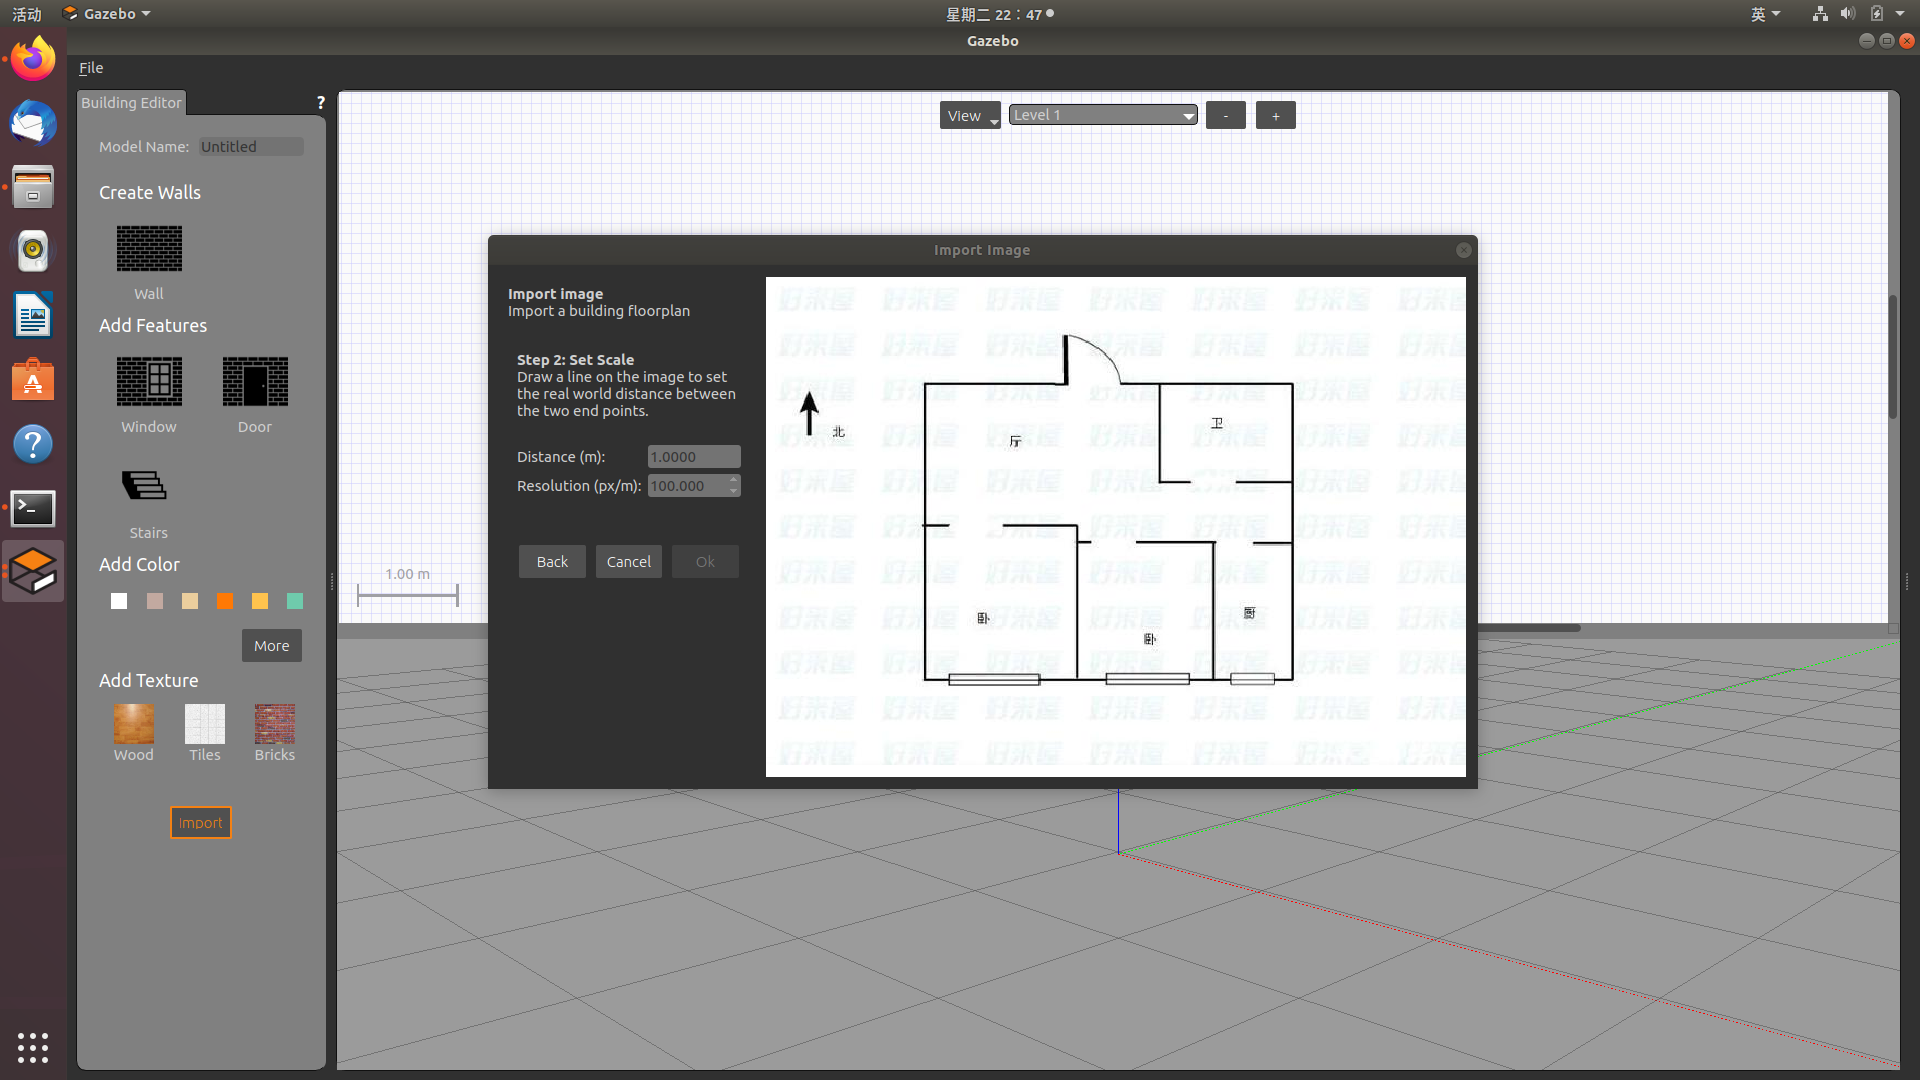 活动
Gazebo
星期二 22：47
英
Gazebo
File
Building Editor
?
Model Name: Untitled
Create Walls
Wall
Add Features
Window
Door
Stairs
Add Color
More
Add Texture
Wood
Tiles
Bricks
Import
View
Level 1
-
+
1.00 m
Import Image
Import image
Import a building floorplan
Step 2: Set Scale
Draw a line on the image to set
the real world distance between
the two end points.
Distance (m): 1.0000
Resolution (px/m): 100.000
Back
Cancel
Ok
北
厅
卫
卧
卧
厨